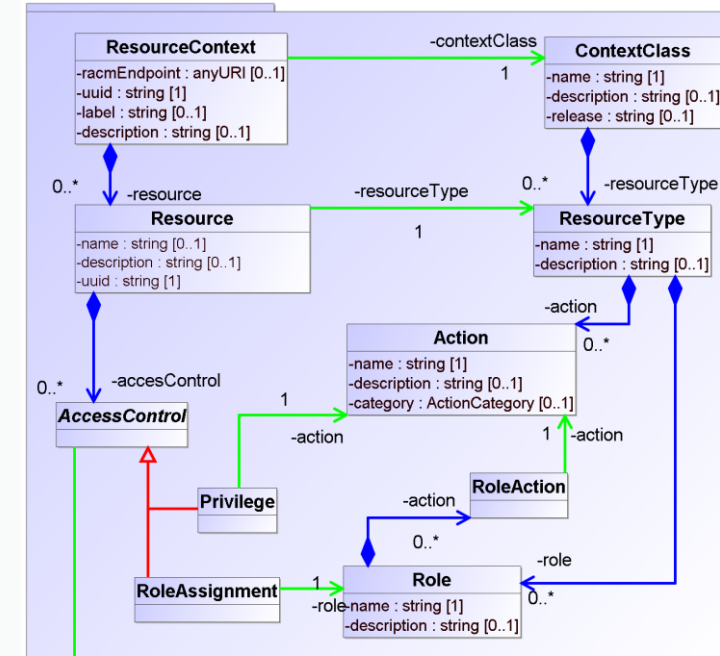 ResourceContext
-racmEndpoint : anyURI [0..1]
-uuid : string [1]
-label : string [0..1]
-description : string [0..1]
-contextClass
1
ContextClass
-name : string [1]
-description : string [0..1]
-release : string [0..1]
0..*
-resource
0..*
-resourceType
Resource
-name : string [0..1]
-description : string [0..1]
-uuid : string [1]
-resourceType
1
ResourceType
-name : string [1]
-description : string [0..1]
-action
0..*
Action
-name : string [1]
-description : string [0..1]
-category : ActionCategory [0..1]
0..*
-accesControl
AccessControl
1
-action
1
-action
Privilege
RoleAction
-action
0..*
RoleAssignment
1
-role
Role
-name : string [1]
-description : string [0..1]
-role
0..*